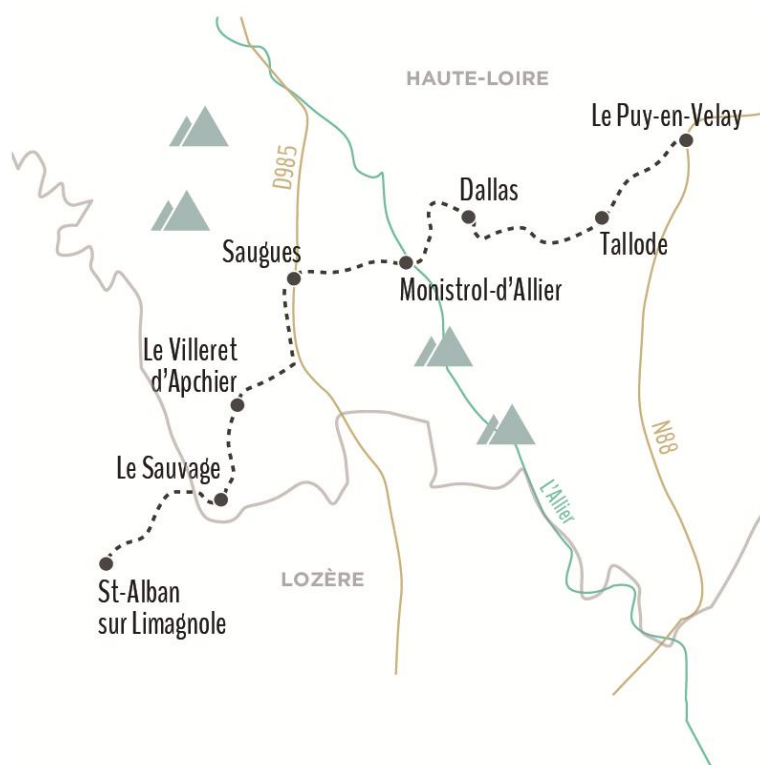 HAUTE-LOIRE
Le Puy-en-Velay
D985
Dallas
Tallode
Saugues
Monistrol-d'Allier
Le Villeret
d'Apchier
N88
Le Sauvage
L'Allier
LOZÈRE
St-Alban
sur Limagnole